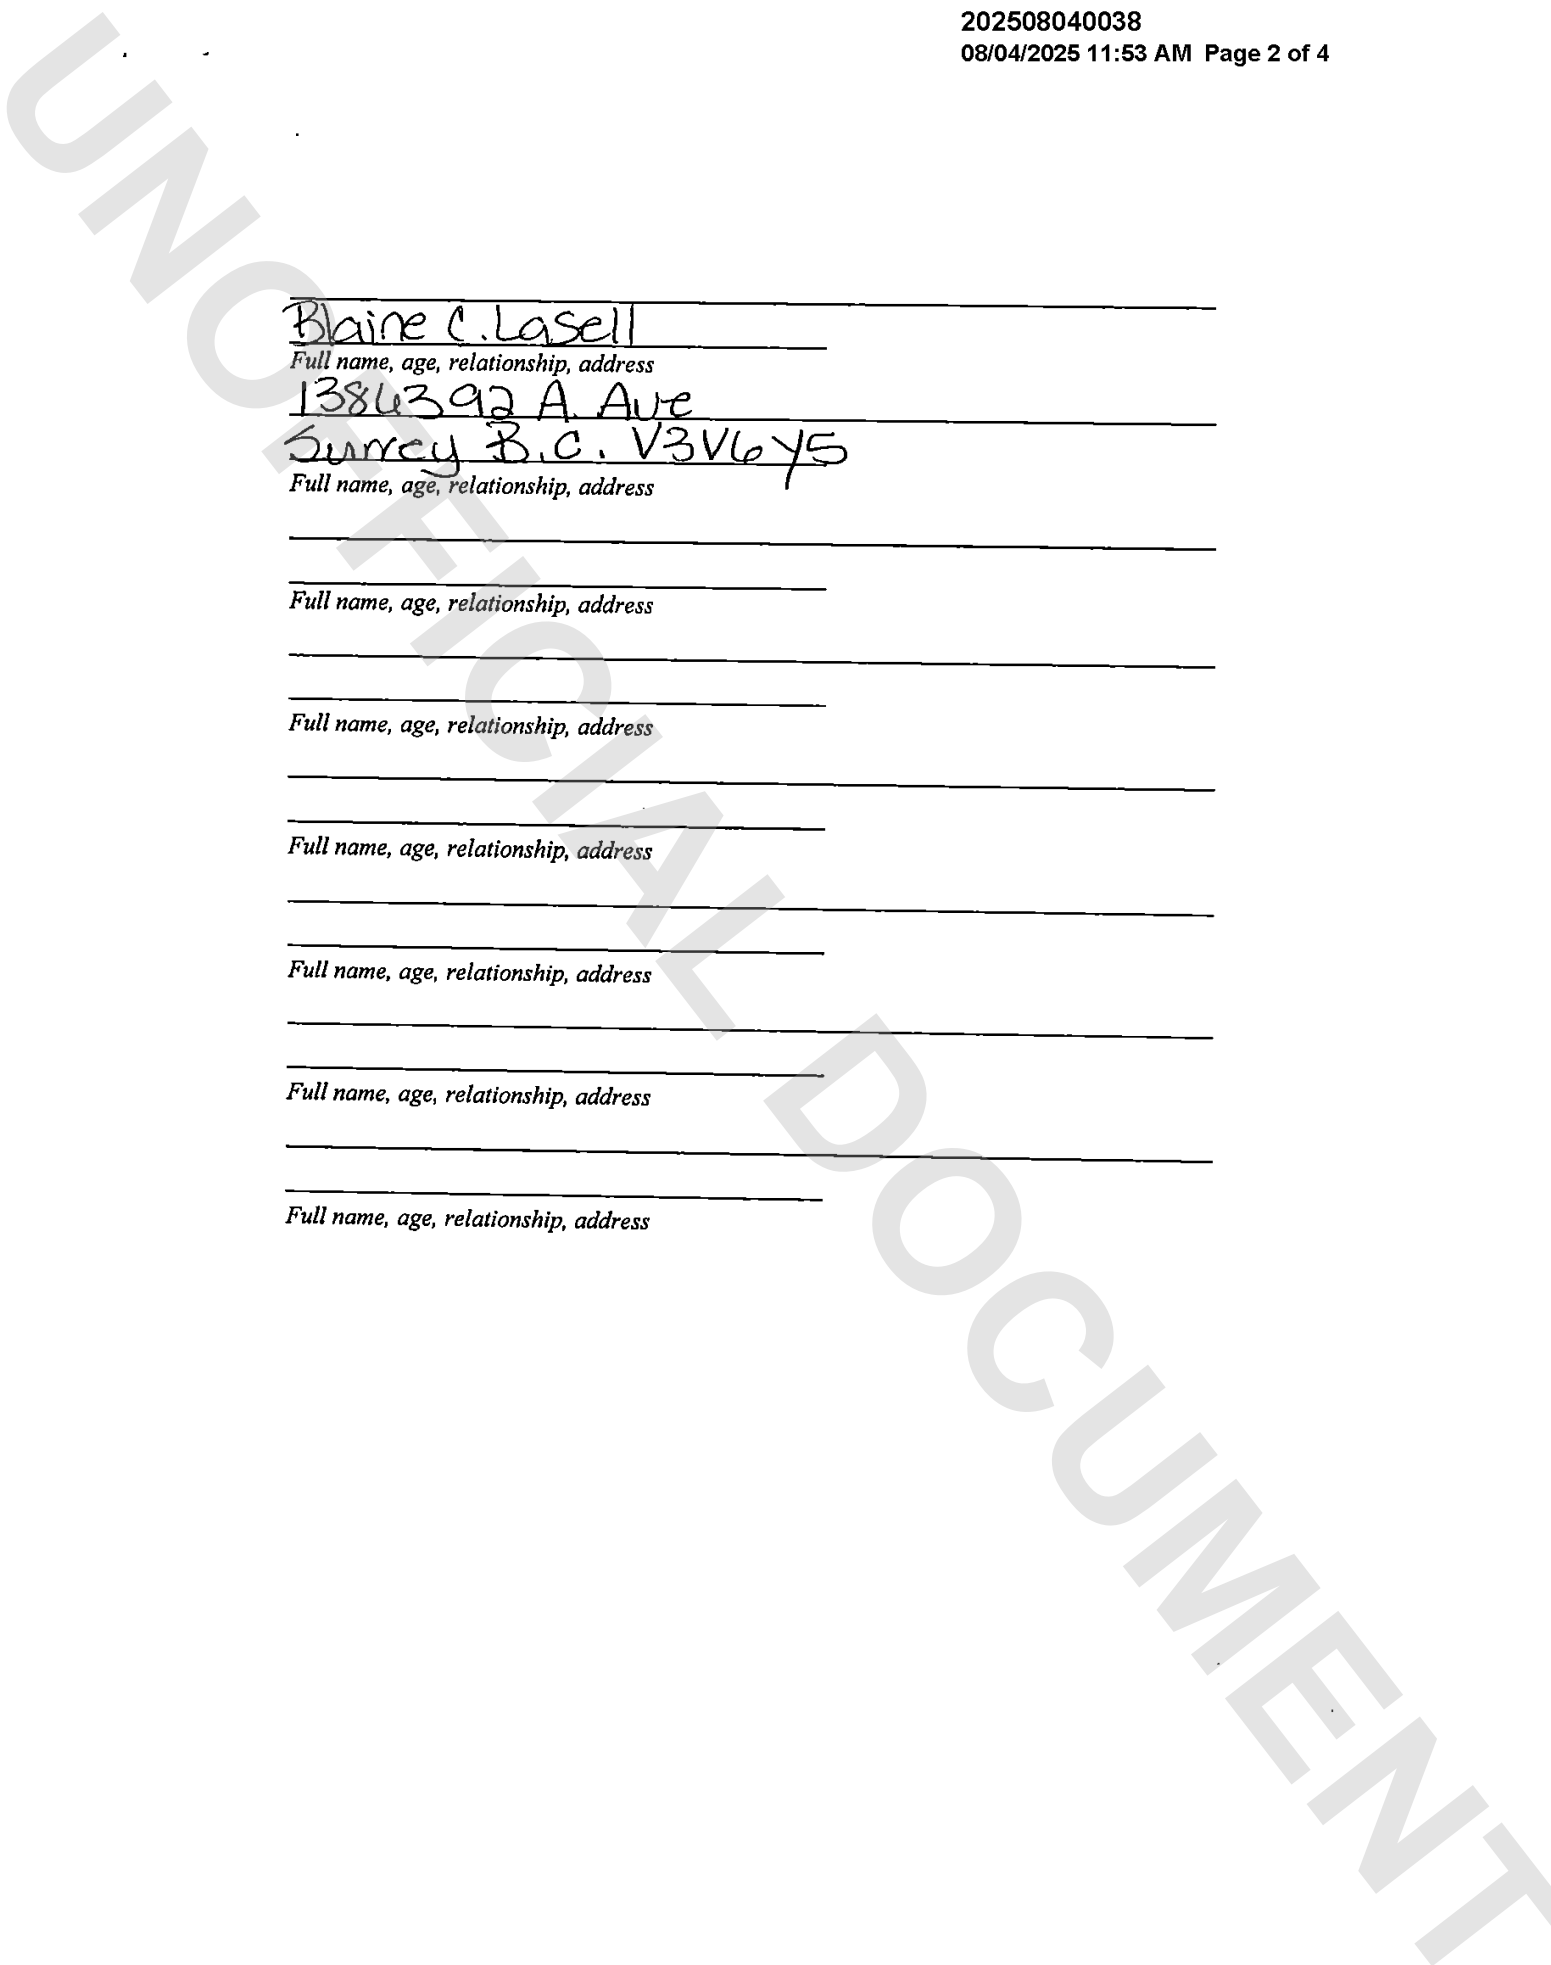 202508040038
08/04/2025 11:53 AM Page 2 of 4
Blaine C. Lasell
Full name, age, relationship, address
1384392 A. Ave
Surrey B.C. V3V6Y5
Full name, age, relationship, address
Full name, age, relationship, address
Full name, age, relationship, address
Full name, age, relationship, address
Full name, age, relationship, address
Full name, age, relationship, address
Full name, age, relationship, address
UNOFFICIAL DOCUMENT